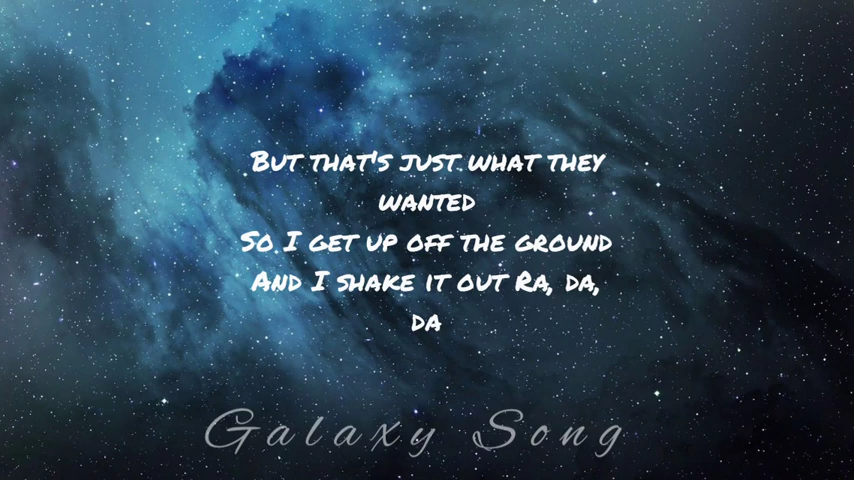 But that's just what they
wanted
So I get up off the ground
And I shake it out Ra, da,
da
Galaxy Song